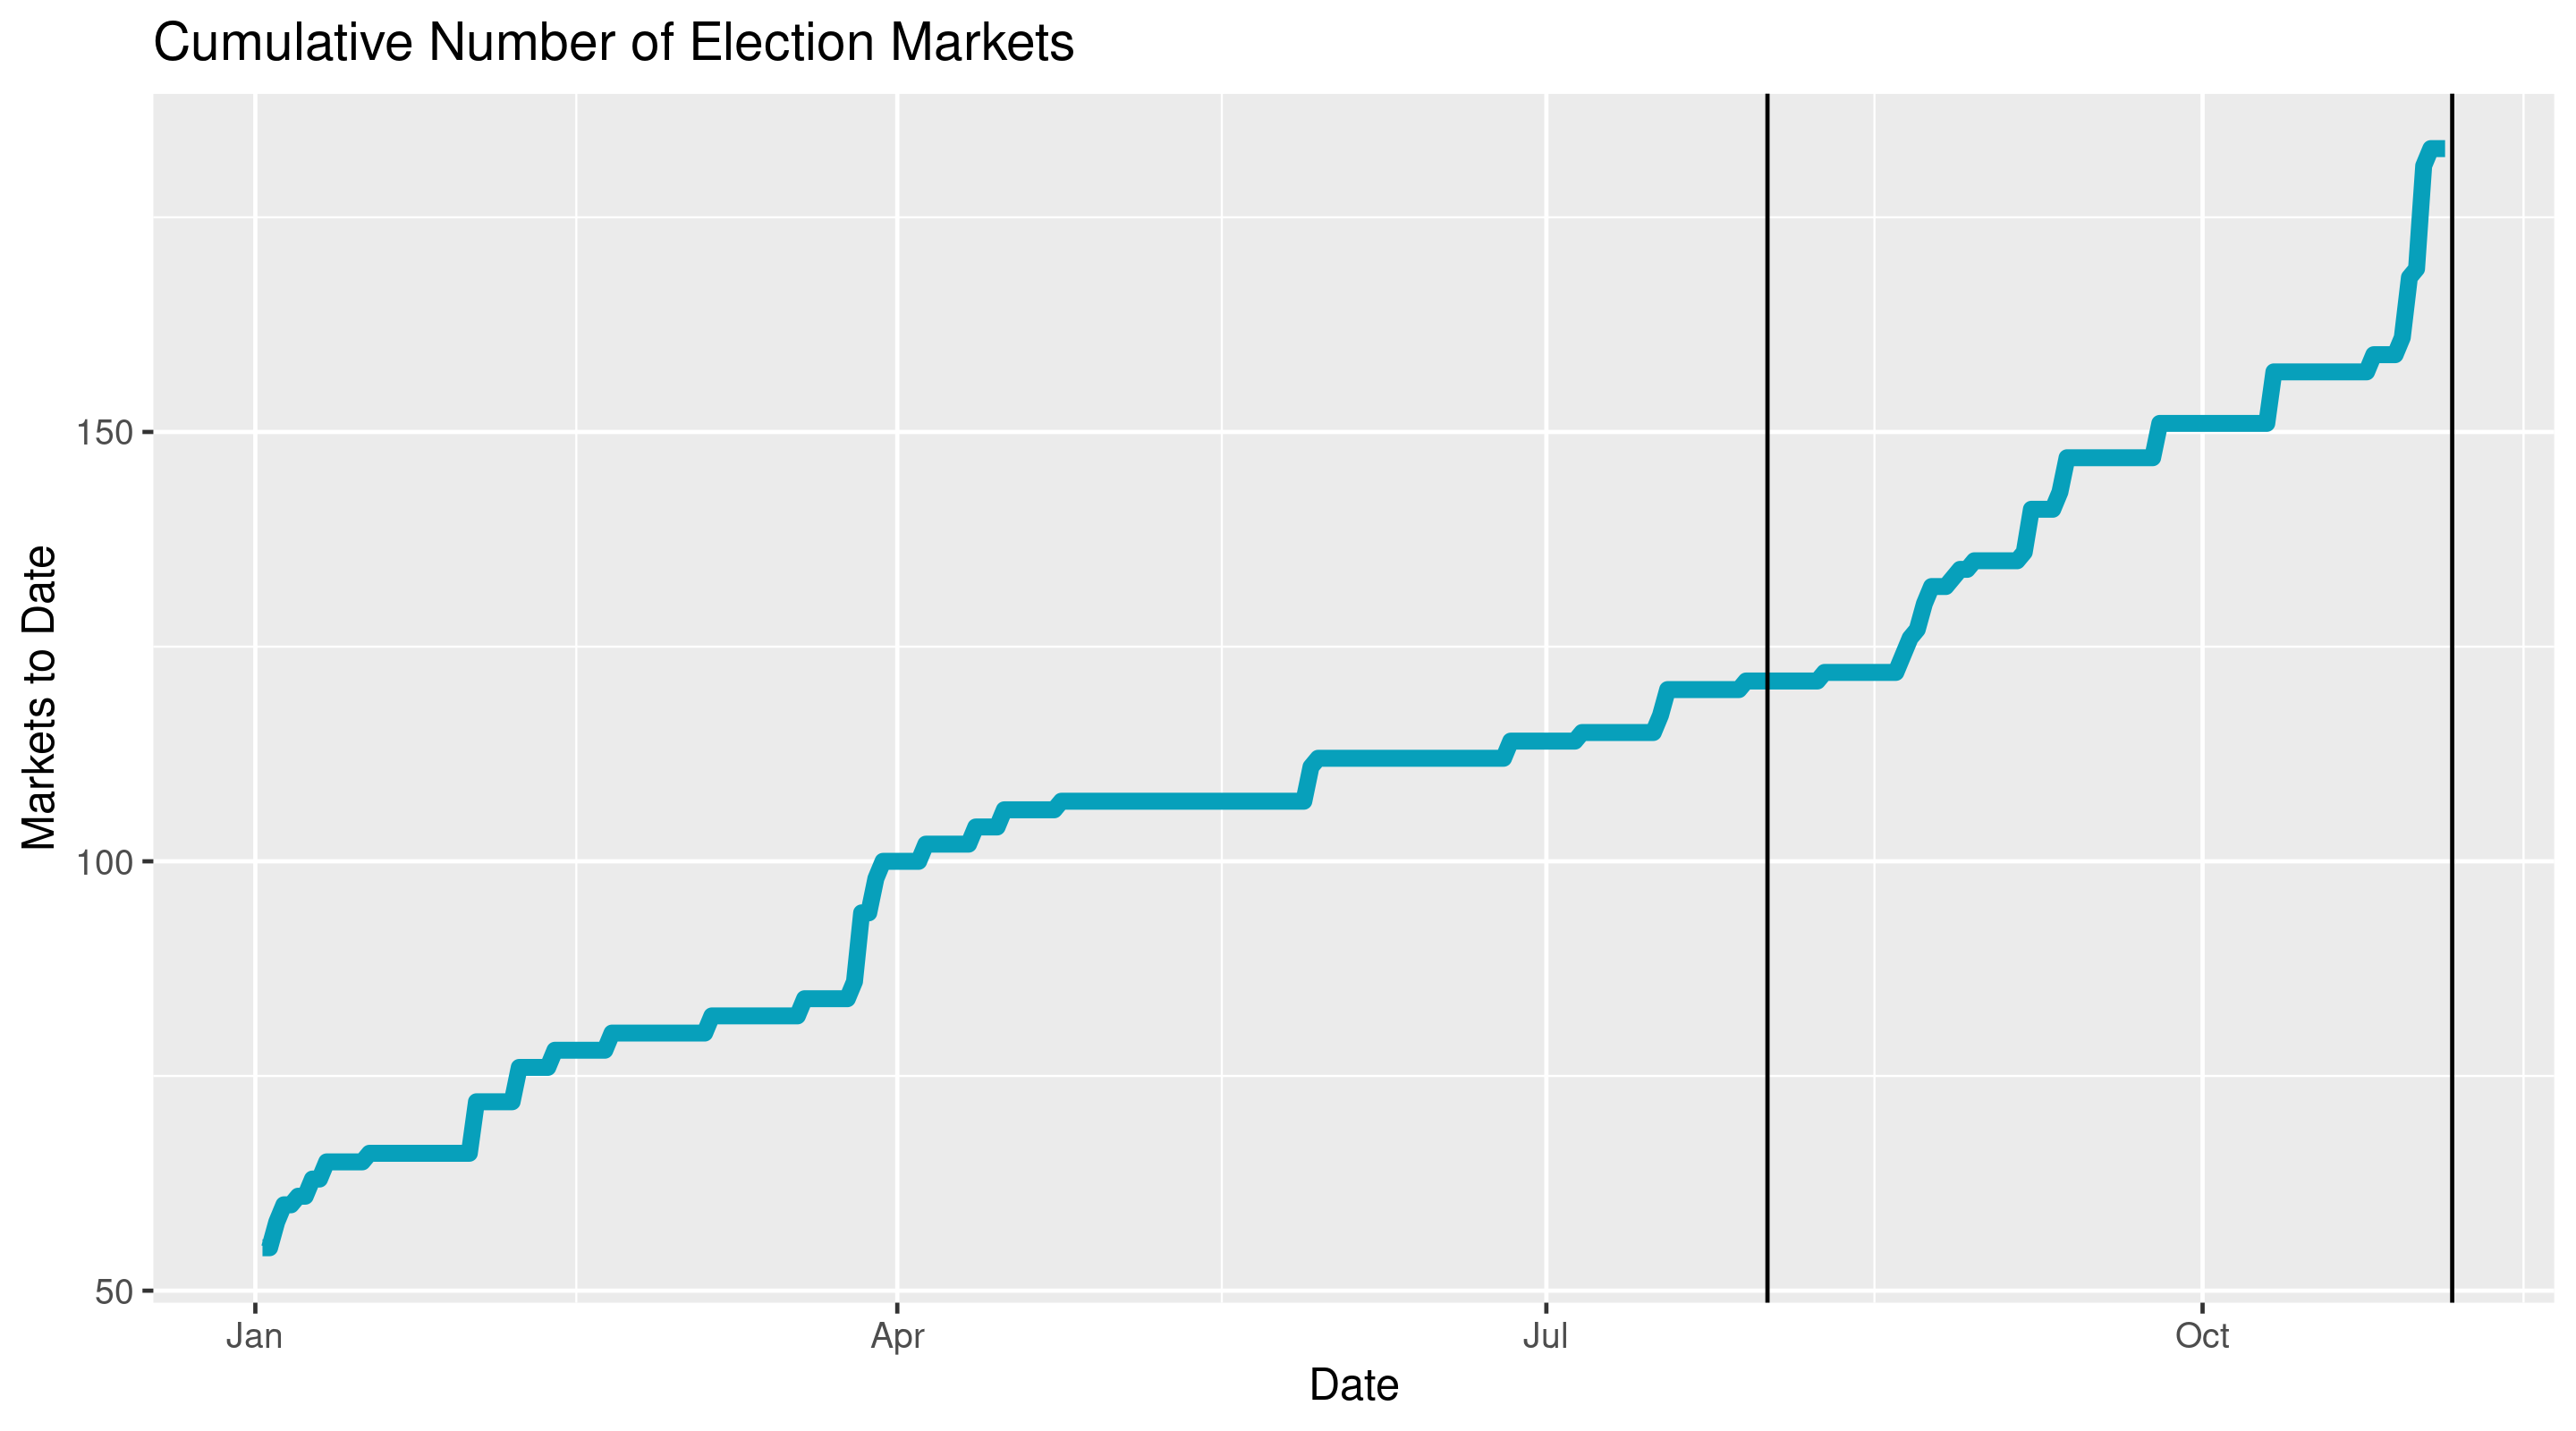 Cumulative Number of Election Markets
Markets to Date
150
100
50
Jan
Apr
Jul
Oct
Date